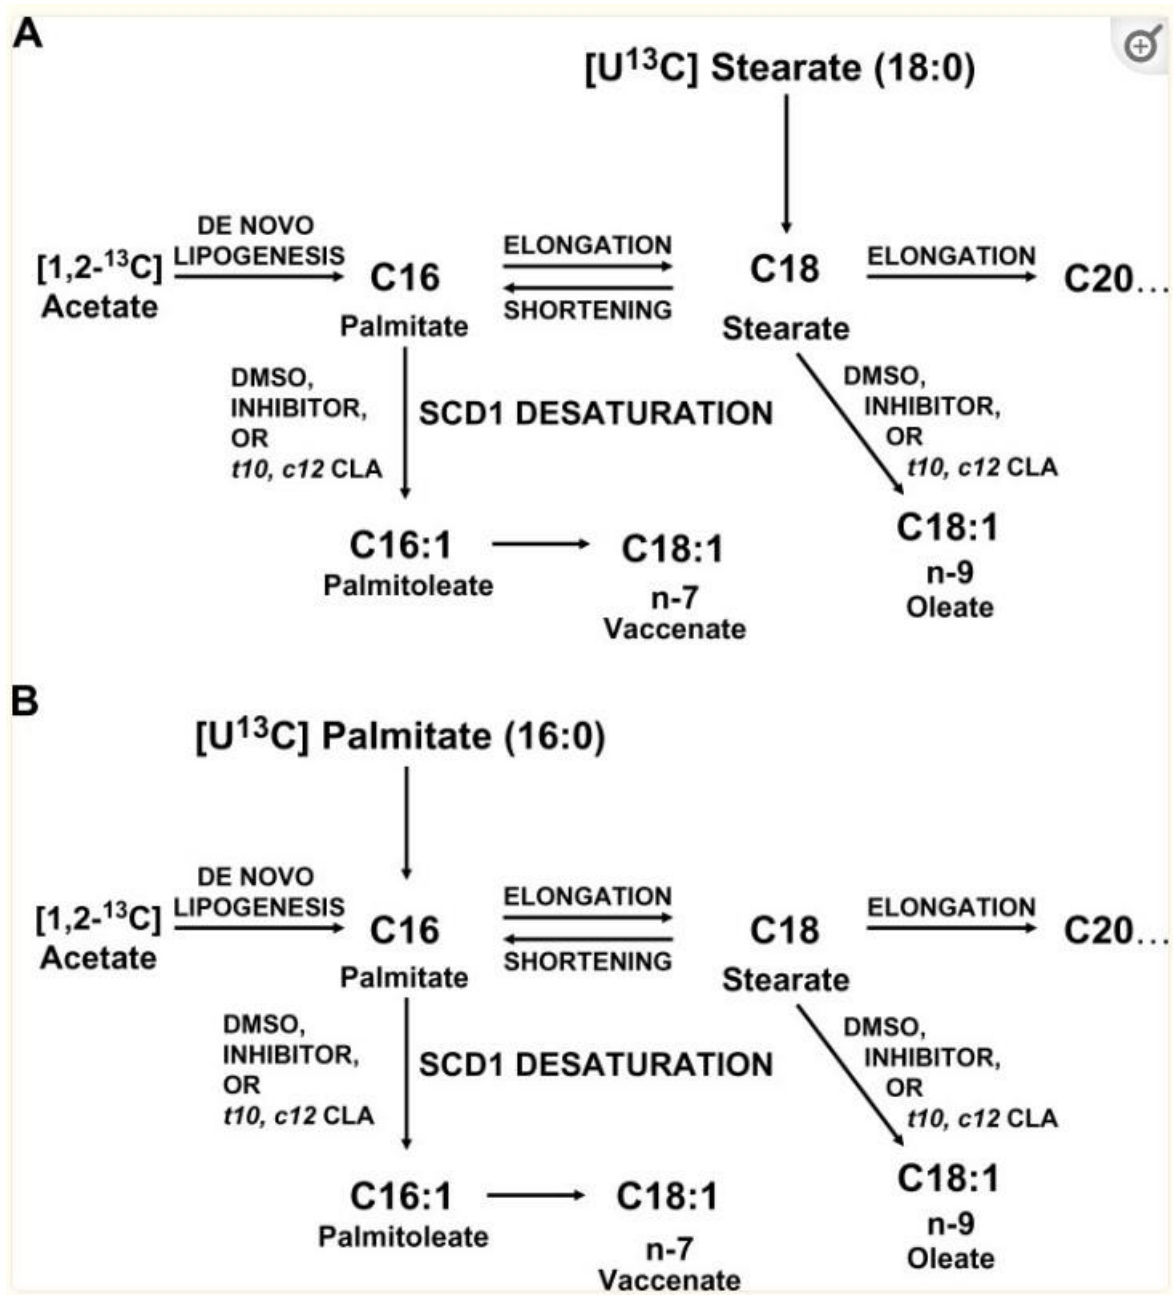 A
[U¹³C] Stearate (18:0)
DE NOVO
LIPOGENESIS
[1,2-¹³C]
Acetate
C16
Palmitate
ELONGATION
SHORTENING
C18
Stearate
ELONGATION
C20...
DMSO,
INHIBITOR,
OR
t10, c12 CLA
SCD1 DESATURATION
DMSO,
INHIBITOR,
OR
t10, c12 CLA
C16:1
Palmitoleate
C18:1
n-7
Vaccenate
C18:1
n-9
Oleate
B
[U¹³C] Palmitate (16:0)
DE NOVO
LIPOGENESIS
[1,2-¹³C]
Acetate
C16
Palmitate
ELONGATION
SHORTENING
C18
Stearate
ELONGATION
C20...
DMSO,
INHIBITOR,
OR
t10, c12 CLA
SCD1 DESATURATION
DMSO,
INHIBITOR,
OR
t10, c12 CLA
C16:1
Palmitoleate
C18:1
n-7
Vaccenate
C18:1
n-9
Oleate